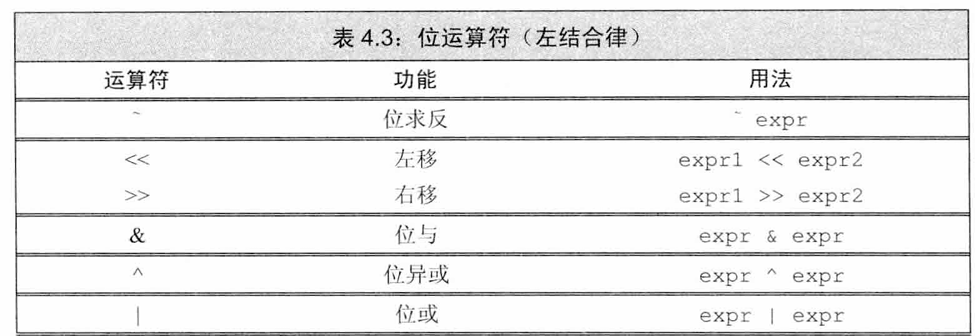 表 4.3：位运算符（左结合律）
运算符 功能 用法
~ 位求反 ~ expr
<< 左移 expr1 << expr2
>> 右移 expr1 >> expr2
& 位与 expr & expr
^ 位异或 expr ^ expr
| 位或 expr | expr